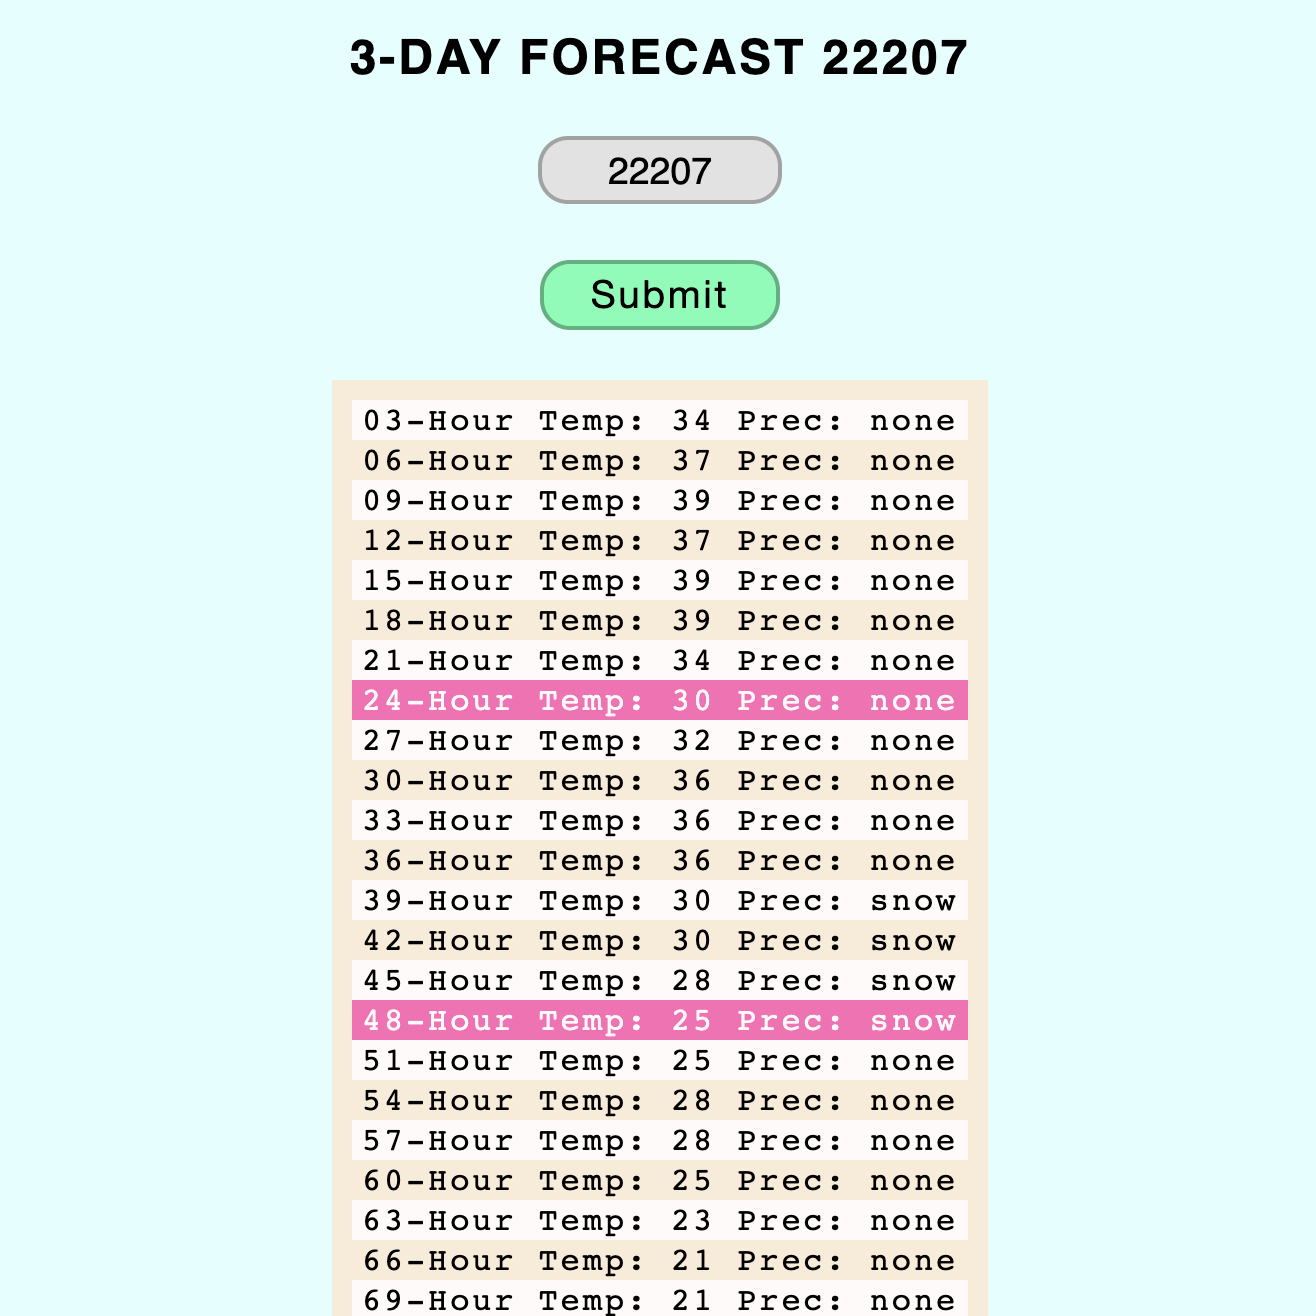 3-DAY FORECAST 22207
22207
Submit
03-Hour Temp: 34 Prec: none
06-Hour Temp: 37 Prec: none
09-Hour Temp: 39 Prec: none
12-Hour Temp: 37 Prec: none
15-Hour Temp: 39 Prec: none
18-Hour Temp: 39 Prec: none
21-Hour Temp: 34 Prec: none
24-Hour Temp: 30 Prec: none
27-Hour Temp: 32 Prec: none
30-Hour Temp: 36 Prec: none
33-Hour Temp: 36 Prec: none
36-Hour Temp: 36 Prec: none
39-Hour Temp: 30 Prec: snow
42-Hour Temp: 30 Prec: snow
45-Hour Temp: 28 Prec: snow
48-Hour Temp: 25 Prec: snow
51-Hour Temp: 25 Prec: none
54-Hour Temp: 28 Prec: none
57-Hour Temp: 28 Prec: none
60-Hour Temp: 25 Prec: none
63-Hour Temp: 23 Prec: none
66-Hour Temp: 21 Prec: none
69-Hour Temp: 21 Prec: none